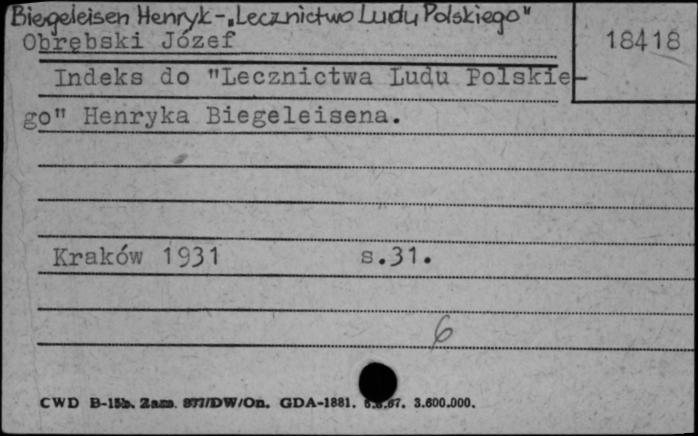 Biegeleisen Henryk - „Lecznictwo Ludu Polskiego"
Obrębski Józef
18418
Indeks do "Lecznictwa Ludu Polskie-
go" Henryka Biegeleisena.
Kraków 1931 s.31.
6
CWD B-15b. Zam. 877/DW/On. GDA-1881. 67. 3.600.000.